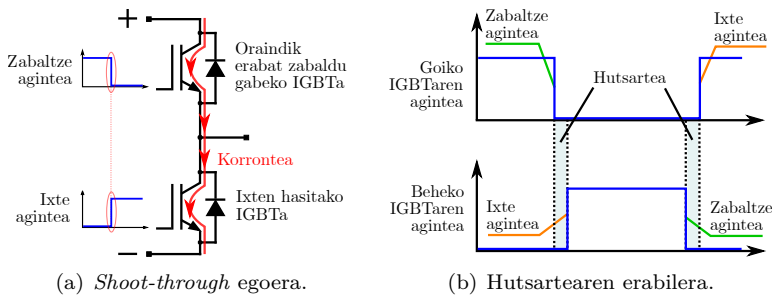 +
Zabaltze
agintea
Oraindik
erabat zabaldu
gabeko IGBTa
Korrontea
Ixte
agintea
Ixten hasitako
IGBTa
−
(a) Shoot-through egoera.
Zabaltze
agintea
Ixte
agintea
Goiko
IGBTaren
agintea
Hutsartea
Beheko
IGBTaren
agintea
Ixte
agintea
Zabaltze
agintea
(b) Hutsartearen erabilera.